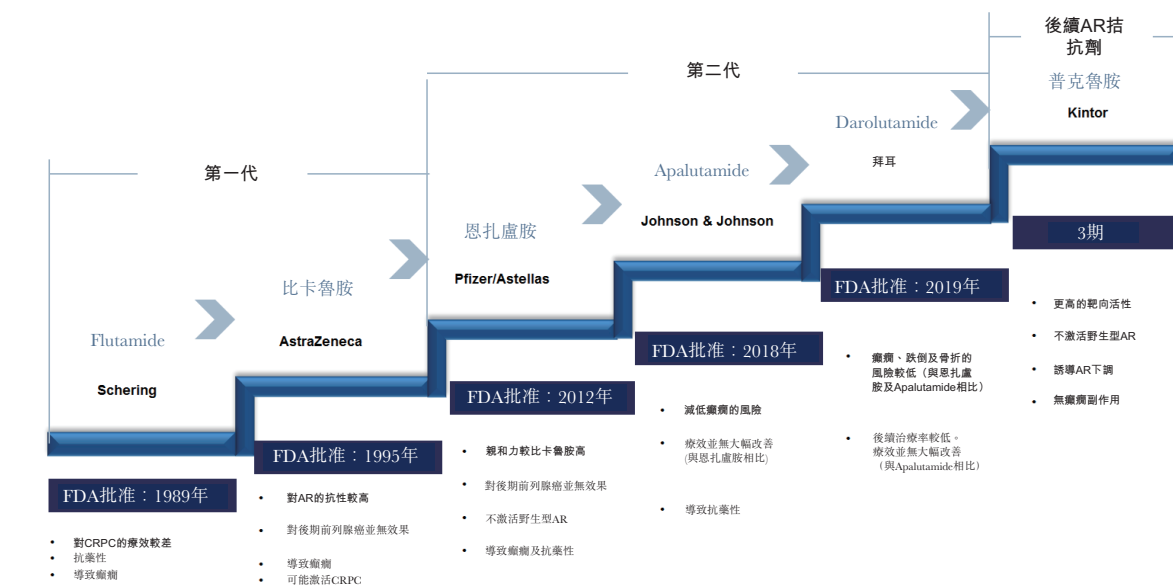 第一代
Flutamide
Schering
FDA批准：1989年
• 對CRPC的療效較差
• 抗藥性
• 導致癲癇
比卡魯胺
AstraZeneca
FDA批准：1995年
• 對AR的抗性較高
• 對後期前列腺癌並無效果
• 導致癲癇
• 可能激活CRPC
第二代
恩扎盧胺
Pfizer/Astellas
FDA批准：2012年
• 親和力較比卡魯胺高
• 對後期前列腺癌並無效果
• 不激活野生型AR
• 導致癲癇及抗藥性
Apalutamide
Johnson & Johnson
FDA批准：2018年
• 減低癲癇的風險
• 療效並無大幅改善
(與恩扎盧胺相比)
• 導致抗藥性
Darolutamide
拜耳
FDA批准：2019年
• 癲癇、跌倒及骨折的
風險較低（與恩扎盧
胺及Apalutamide相比）
• 後續治療率較低。
療效並無大幅改善
（與Apalutamide相比）
後續AR拮
抗劑
普克魯胺
Kintor
3期
• 更高的靶向活性
• 不激活野生型AR
• 誘導AR下調
• 無癲癇副作用